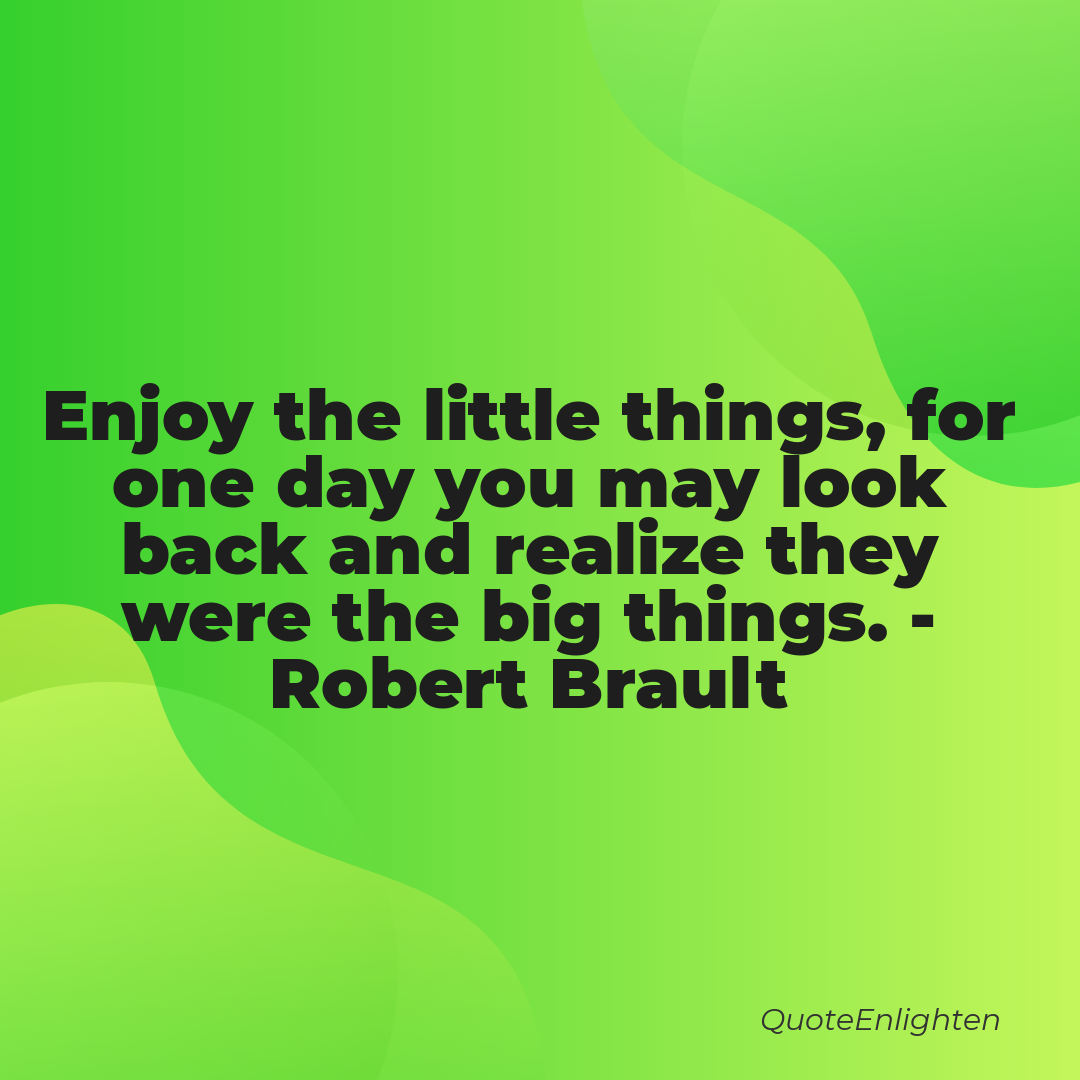 Enjoy the little things, for
one day you may look
back and realize they
were the big things. -
Robert Brault
QuoteEnlighten